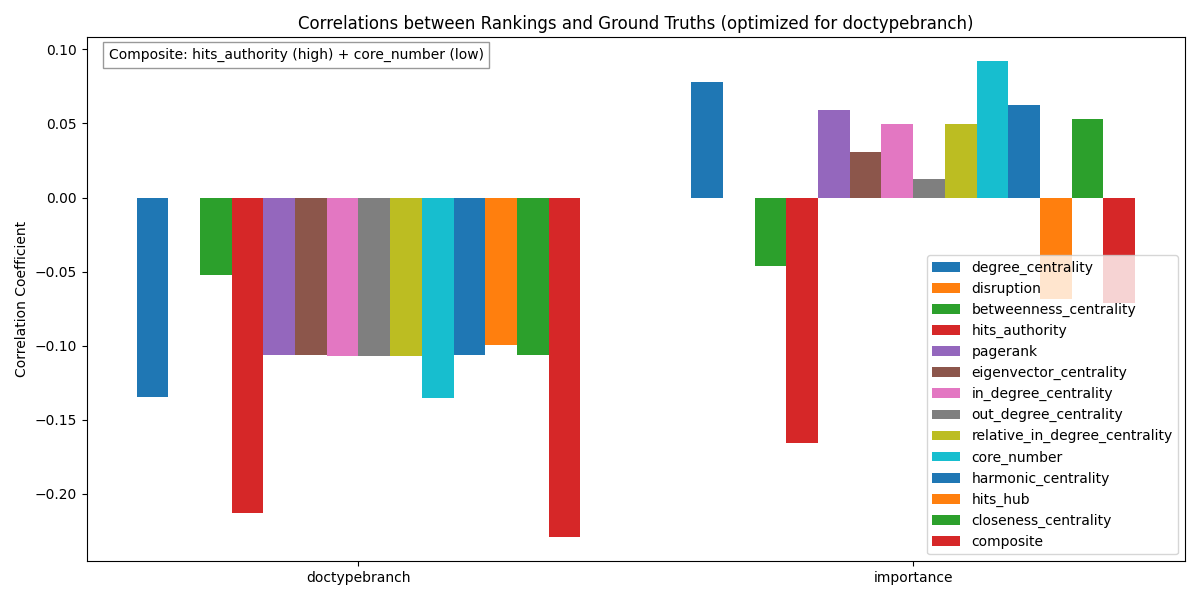 Correlations between Rankings and Ground Truths (optimized for doctypebranch)
Composite: hits_authority (high) + core_number (low)
Correlation Coefficient
0.10
0.05
0.00
−0.05
−0.10
−0.15
−0.20
doctypebranch
importance
degree_centrality
disruption
betweenness_centrality
hits_authority
pagerank
eigenvector_centrality
in_degree_centrality
out_degree_centrality
relative_in_degree_centrality
core_number
harmonic_centrality
hits_hub
closeness_centrality
composite